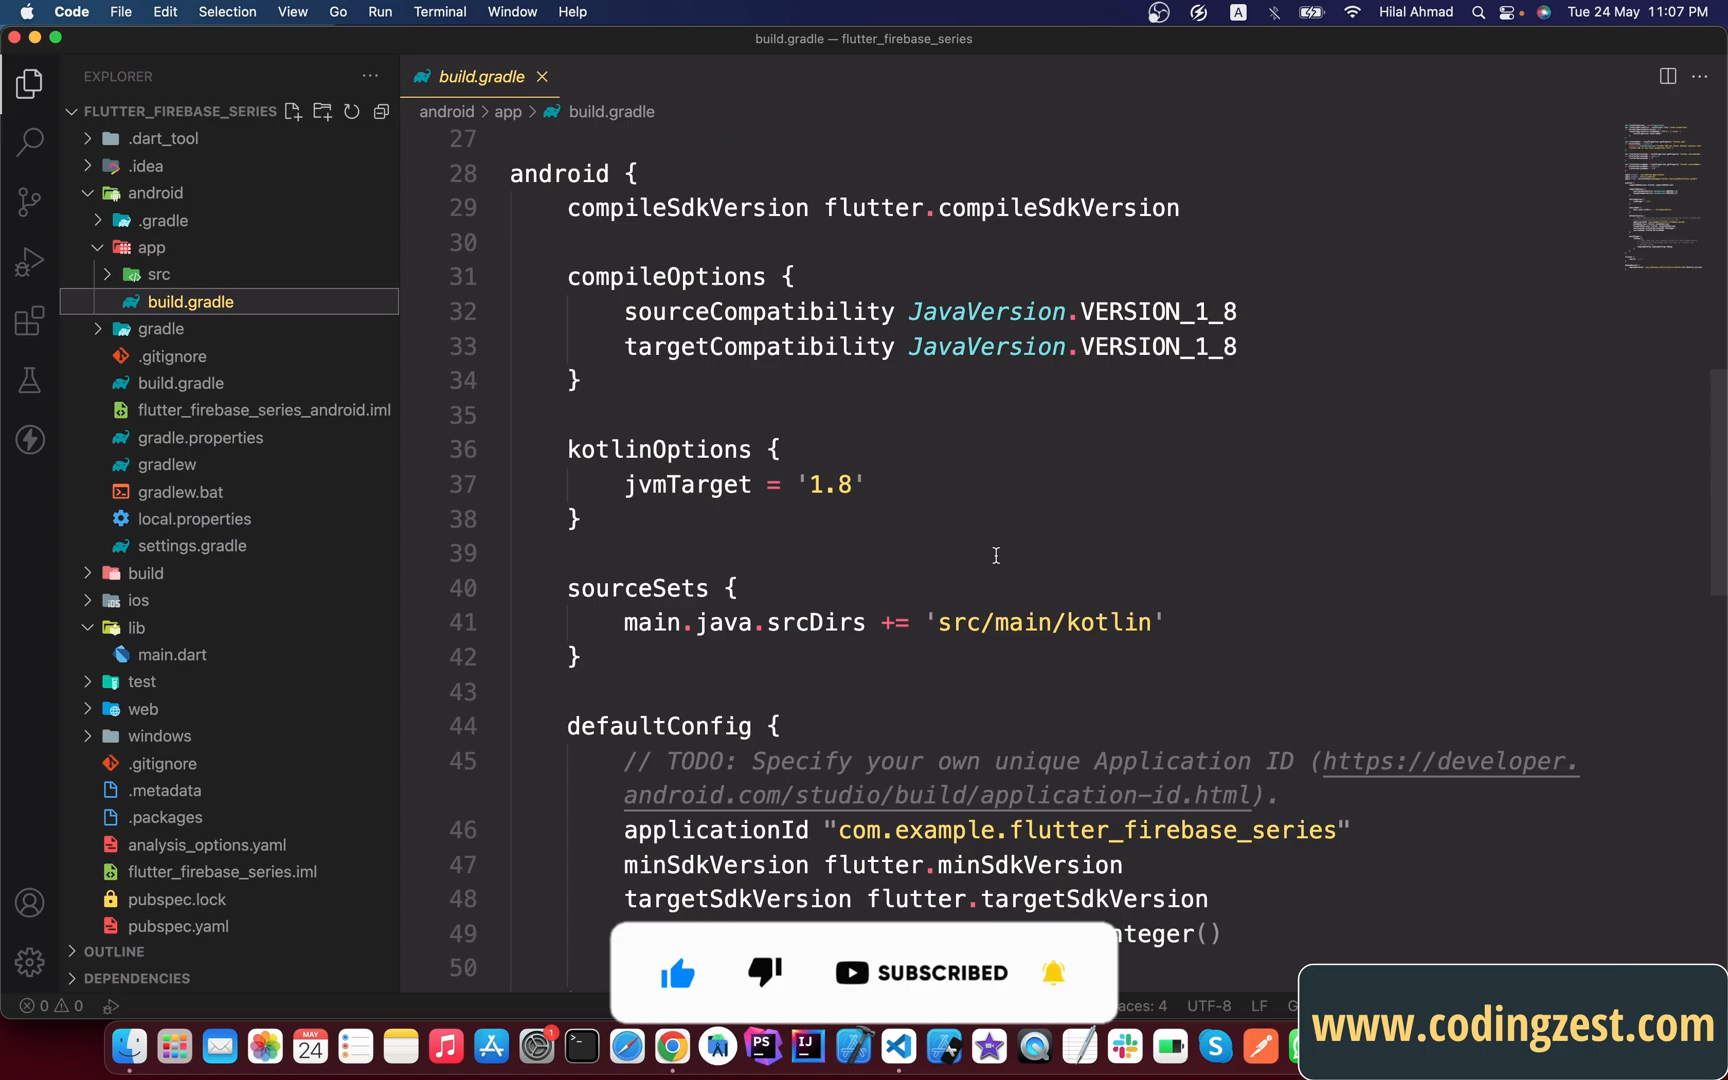 Code File Edit Selection View Go Run Terminal Window Help
A Hilal Ahmad Tue 24 May 11:07 PM
build.gradle — flutter_firebase_series
EXPLORER
FLUTTER_FIREBASE_SERIES
.dart_tool
.idea
android
.gradle
app
src
build.gradle
gradle
.gitignore
build.gradle
flutter_firebase_series_android.iml
gradle.properties
gradlew
gradlew.bat
local.properties
settings.gradle
build
ios
lib
main.dart
test
web
windows
.gitignore
.metadata
.packages
analysis_options.yaml
flutter_firebase_series.iml
pubspec.lock
pubspec.yaml
OUTLINE
DEPENDENCIES
build.gradle
android > app > build.gradle
27
28 android {
29 compileSdkVersion flutter.compileSdkVersion
30
31 compileOptions {
32 sourceCompatibility JavaVersion.VERSION_1_8
33 targetCompatibility JavaVersion.VERSION_1_8
34 }
35
36 kotlinOptions {
37 jvmTarget = '1.8'
38 }
39
40 sourceSets {
41 main.java.srcDirs += 'src/main/kotlin'
42 }
43
44 defaultConfig {
45 // TODO: Specify your own unique Application ID (https://developer.
android.com/studio/build/application-id.html).
46 applicationId "com.example.flutter_firebase_series"
47 minSdkVersion flutter.minSdkVersion
48 targetSdkVersion flutter.targetSdkVersion
49 nteger()
50
SUBSCRIBED
0 0 aces: 4 UTF-8 LF G
MAY
24
1
PS
IJ
www.codingzest.com